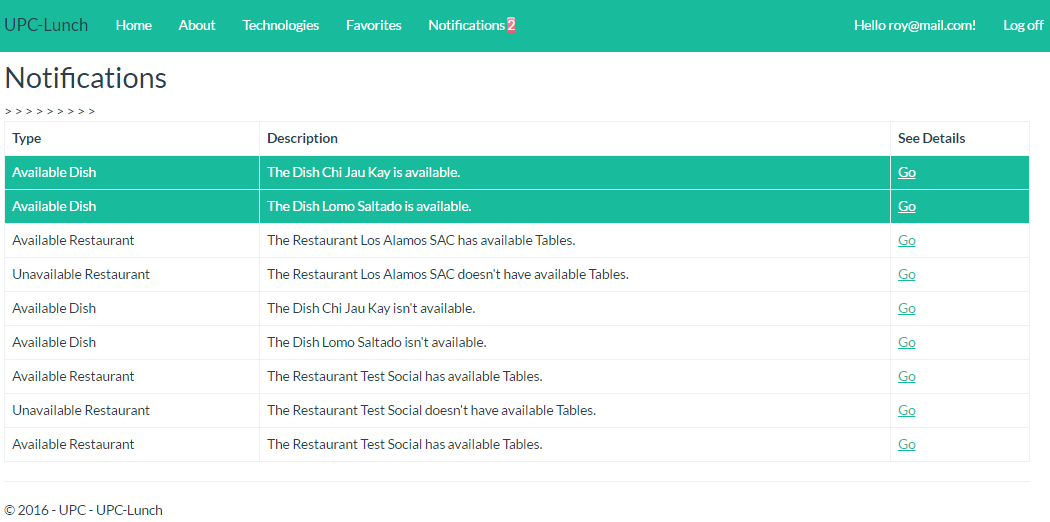 UPC-Lunch Home About Technologies Favorites Notifications 2 Hello roy@mail.com! Log off
Notifications
> > > > > > > > >
Type Description See Details
Available Dish The Dish Chi Jau Kay is available. Go
Available Dish The Dish Lomo Saltado is available. Go
Available Restaurant The Restaurant Los Alamos SAC has available Tables. Go
Unavailable Restaurant The Restaurant Los Alamos SAC doesn't have available Tables. Go
Available Dish The Dish Chi Jau Kay isn't available. Go
Available Dish The Dish Lomo Saltado isn't available. Go
Available Restaurant The Restaurant Test Social has available Tables. Go
Unavailable Restaurant The Restaurant Test Social doesn't have available Tables. Go
Available Restaurant The Restaurant Test Social has available Tables. Go
© 2016 - UPC - UPC-Lunch